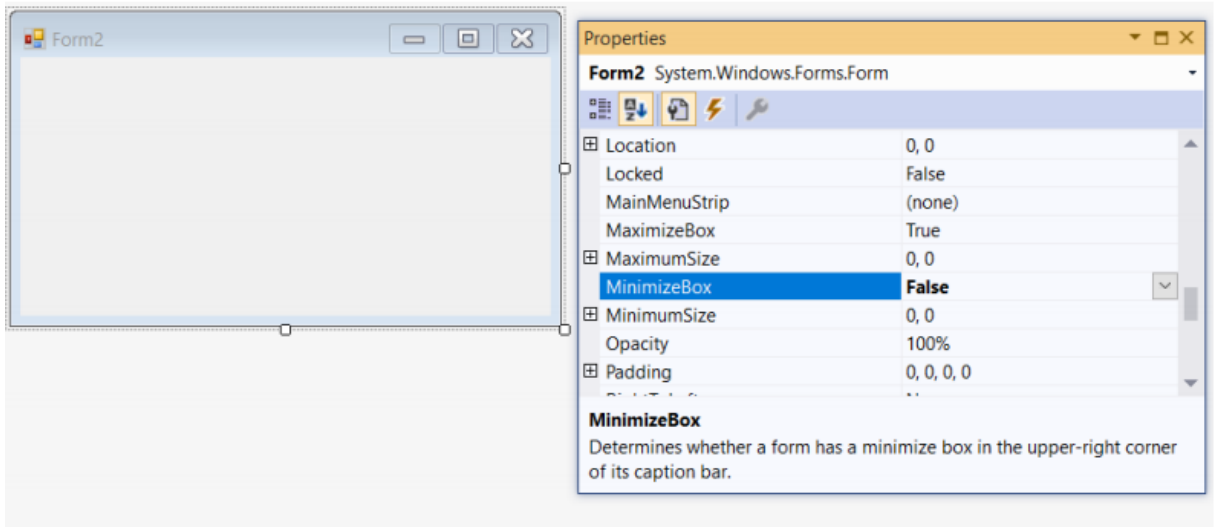 Form2
Properties
Form2 System.Windows.Forms.Form
Location 0, 0
Locked False
MainMenuStrip (none)
MaximizeBox True
MaximumSize 0, 0
MinimizeBox False
MinimumSize 0, 0
Opacity 100%
Padding 0, 0, 0, 0
MinimizeBox
Determines whether a form has a minimize box in the upper-right corner
of its caption bar.